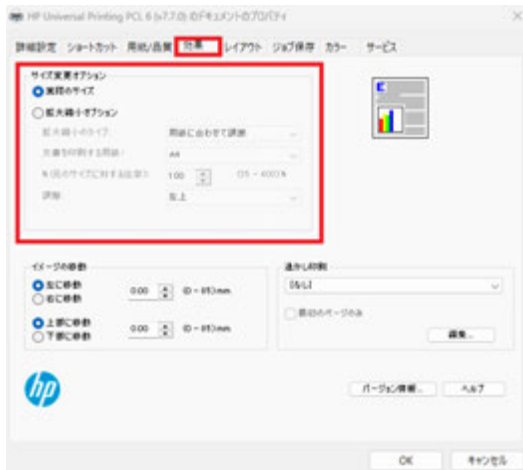 HP Universal Printing PCL 6 (v7.7.0) のドキュメントのプロパティ
詳細設定 ショートカット 用紙/品質 効果 レイアウト ジョブ保存 カラー サービス
サイズ変更オプション
実際のサイズ
拡大縮小オプション
拡大縮小のタイプ: 用紙に合わせて調整
文書を印刷する用紙: A4
% (元のサイズに対する比率): 100 (25 - 400)%
調整: 左上
イメージの移動
左に移動
右に移動
0.00 mm
上部に移動
下部に移動
0.00 mm
透かし印刷
[なし]
最初のページのみ
編集...
hp
バージョン情報... ヘルプ
OK キャンセル